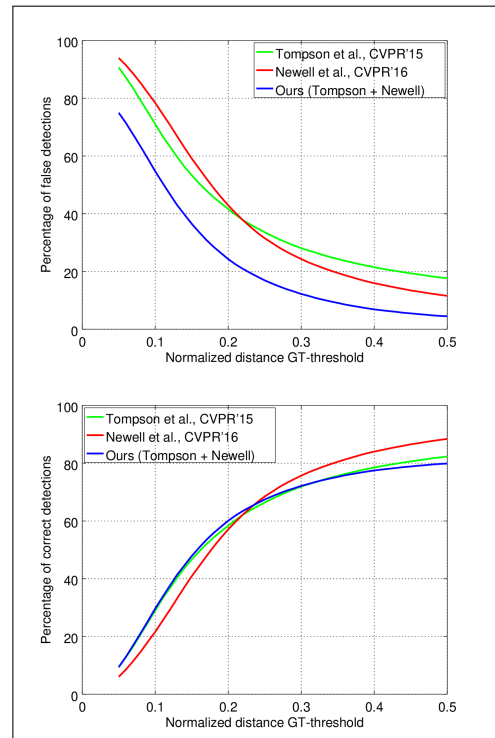 100
80
60
40
20
0
Percentage of false detections
Tompson et al., CVPR'15
Newell et al., CVPR'16
Ours (Tompson + Newell)
0 0.1 0.2 0.3 0.4 0.5
Normalized distance GT-threshold
100
80
60
40
20
0
Percentage of correct detections
Tompson et al., CVPR'15
Newell et al., CVPR'16
Ours (Tompson + Newell)
0 0.1 0.2 0.3 0.4 0.5
Normalized distance GT-threshold